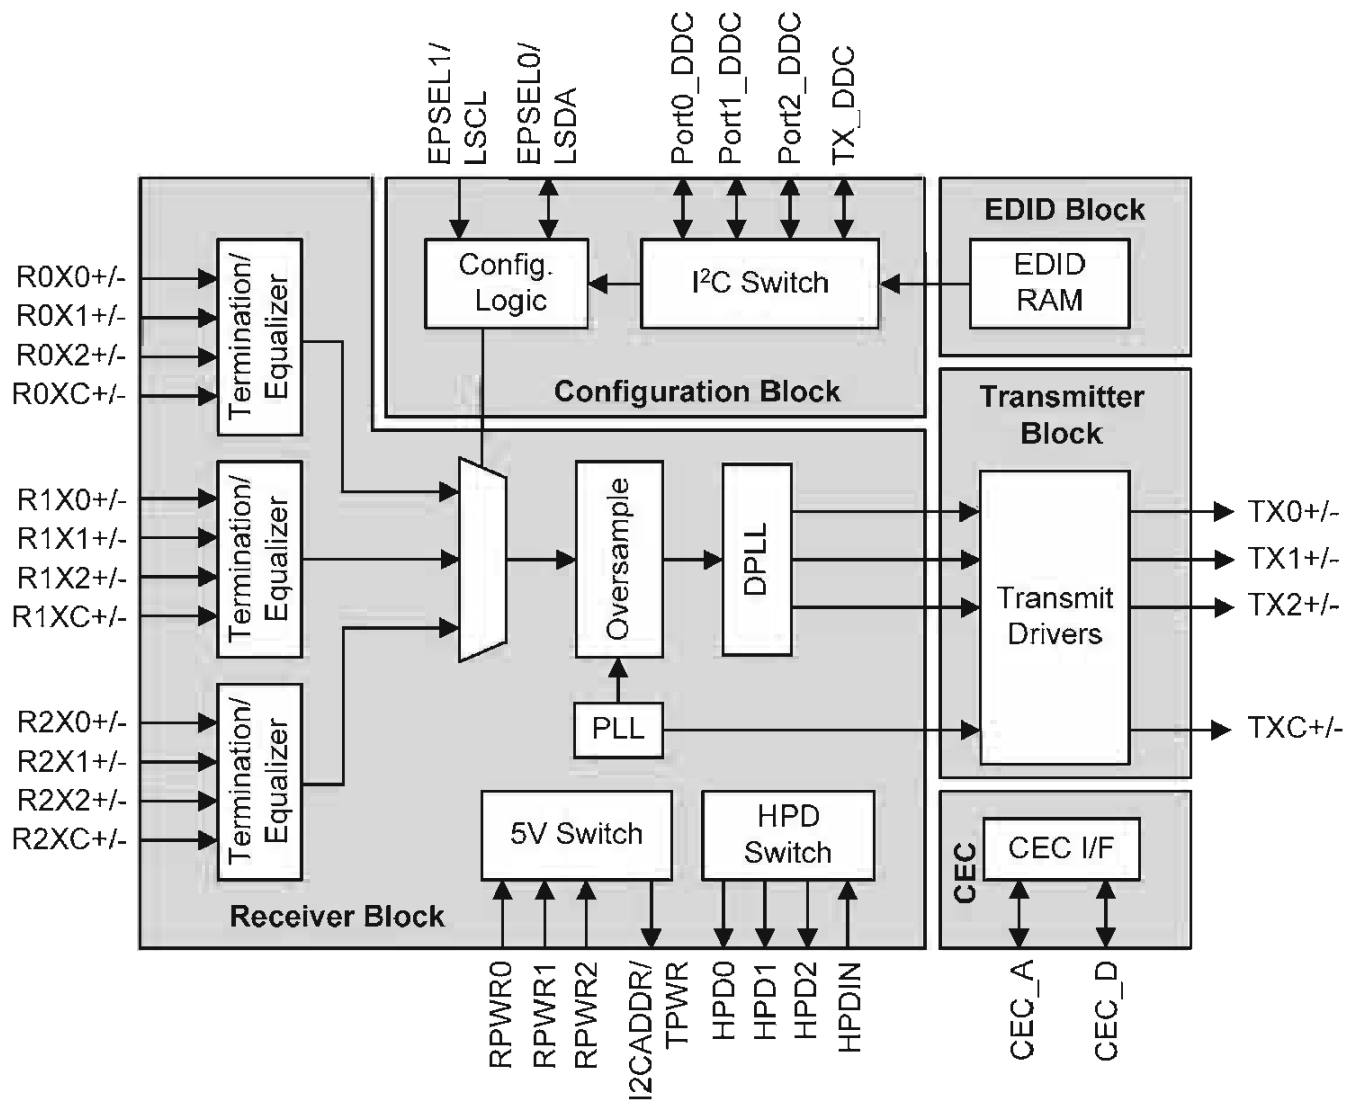 EPSEL1/
LSCL
EPSEL0/
LSDA
Port0_DDC
Port1_DDC
Port2_DDC
TX_DDC
R0X0+/-
R0X1+/-
R0X2+/-
R0XC+/-
Termination/
Equalizer
Config.
Logic
I²C Switch
Configuration Block
EDID Block
EDID
RAM
R1X0+/-
R1X1+/-
R1X2+/-
R1XC+/-
Termination/
Equalizer
Oversample
DPLL
PLL
Transmitter
Block
Transmit
Drivers
TX0+/-
TX1+/-
TX2+/-
TXC+/-
R2X0+/-
R2X1+/-
R2X2+/-
R2XC+/-
Termination/
Equalizer
5V Switch
HPD
Switch
Receiver Block
CEC
CEC I/F
RPWR0
RPWR1
RPWR2
I2CADDR/
TPWR
HPD0
HPD1
HPD2
HPDIN
CEC_A
CEC_D